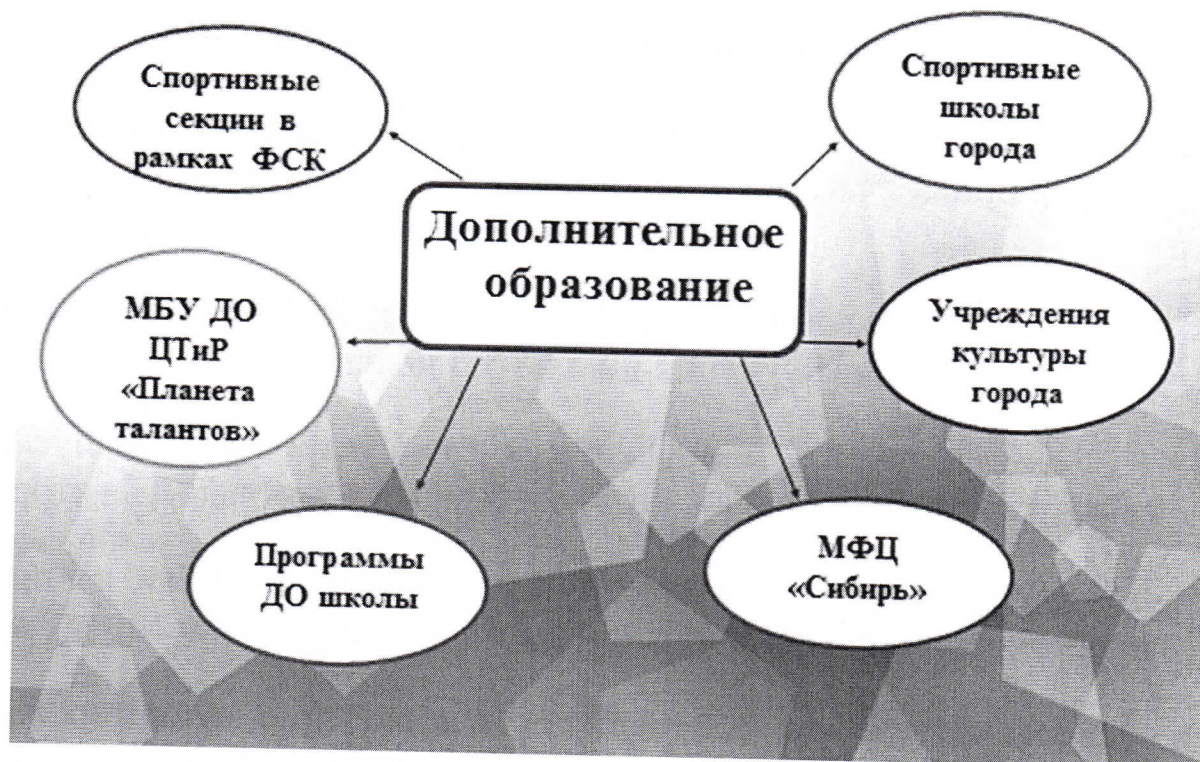 Спортивные
секции в
рамках ФСК
Спортивные
школы
города
Дополнительное
образование
МБУ ДО
ЦТиР
«Планета
талантов»
Учреждения
культуры
города
Программы
ДО школы
МФЦ
«Сибирь»